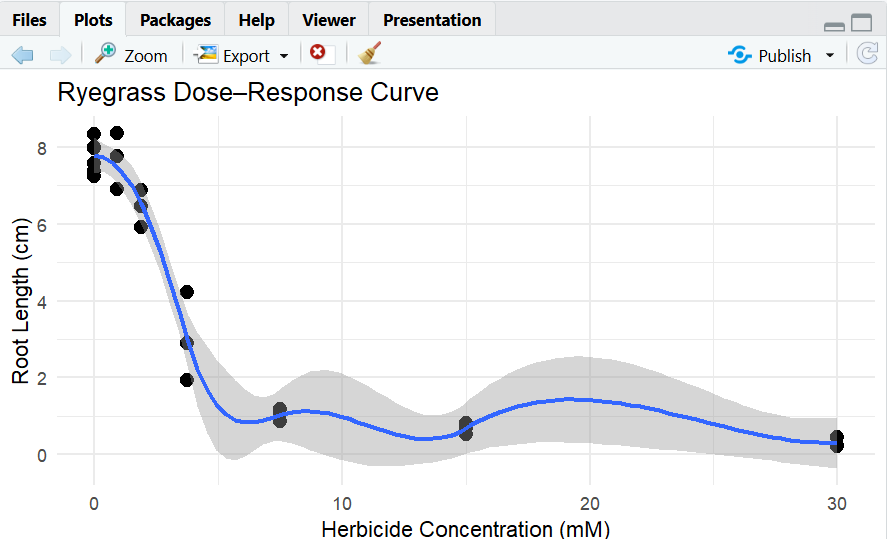 Files Plots Packages Help Viewer Presentation
Zoom Export Publish
Ryegrass Dose–Response Curve
8
6
4
2
0
Root Length (cm)
0 10 20 30
Herbicide Concentration (mM)